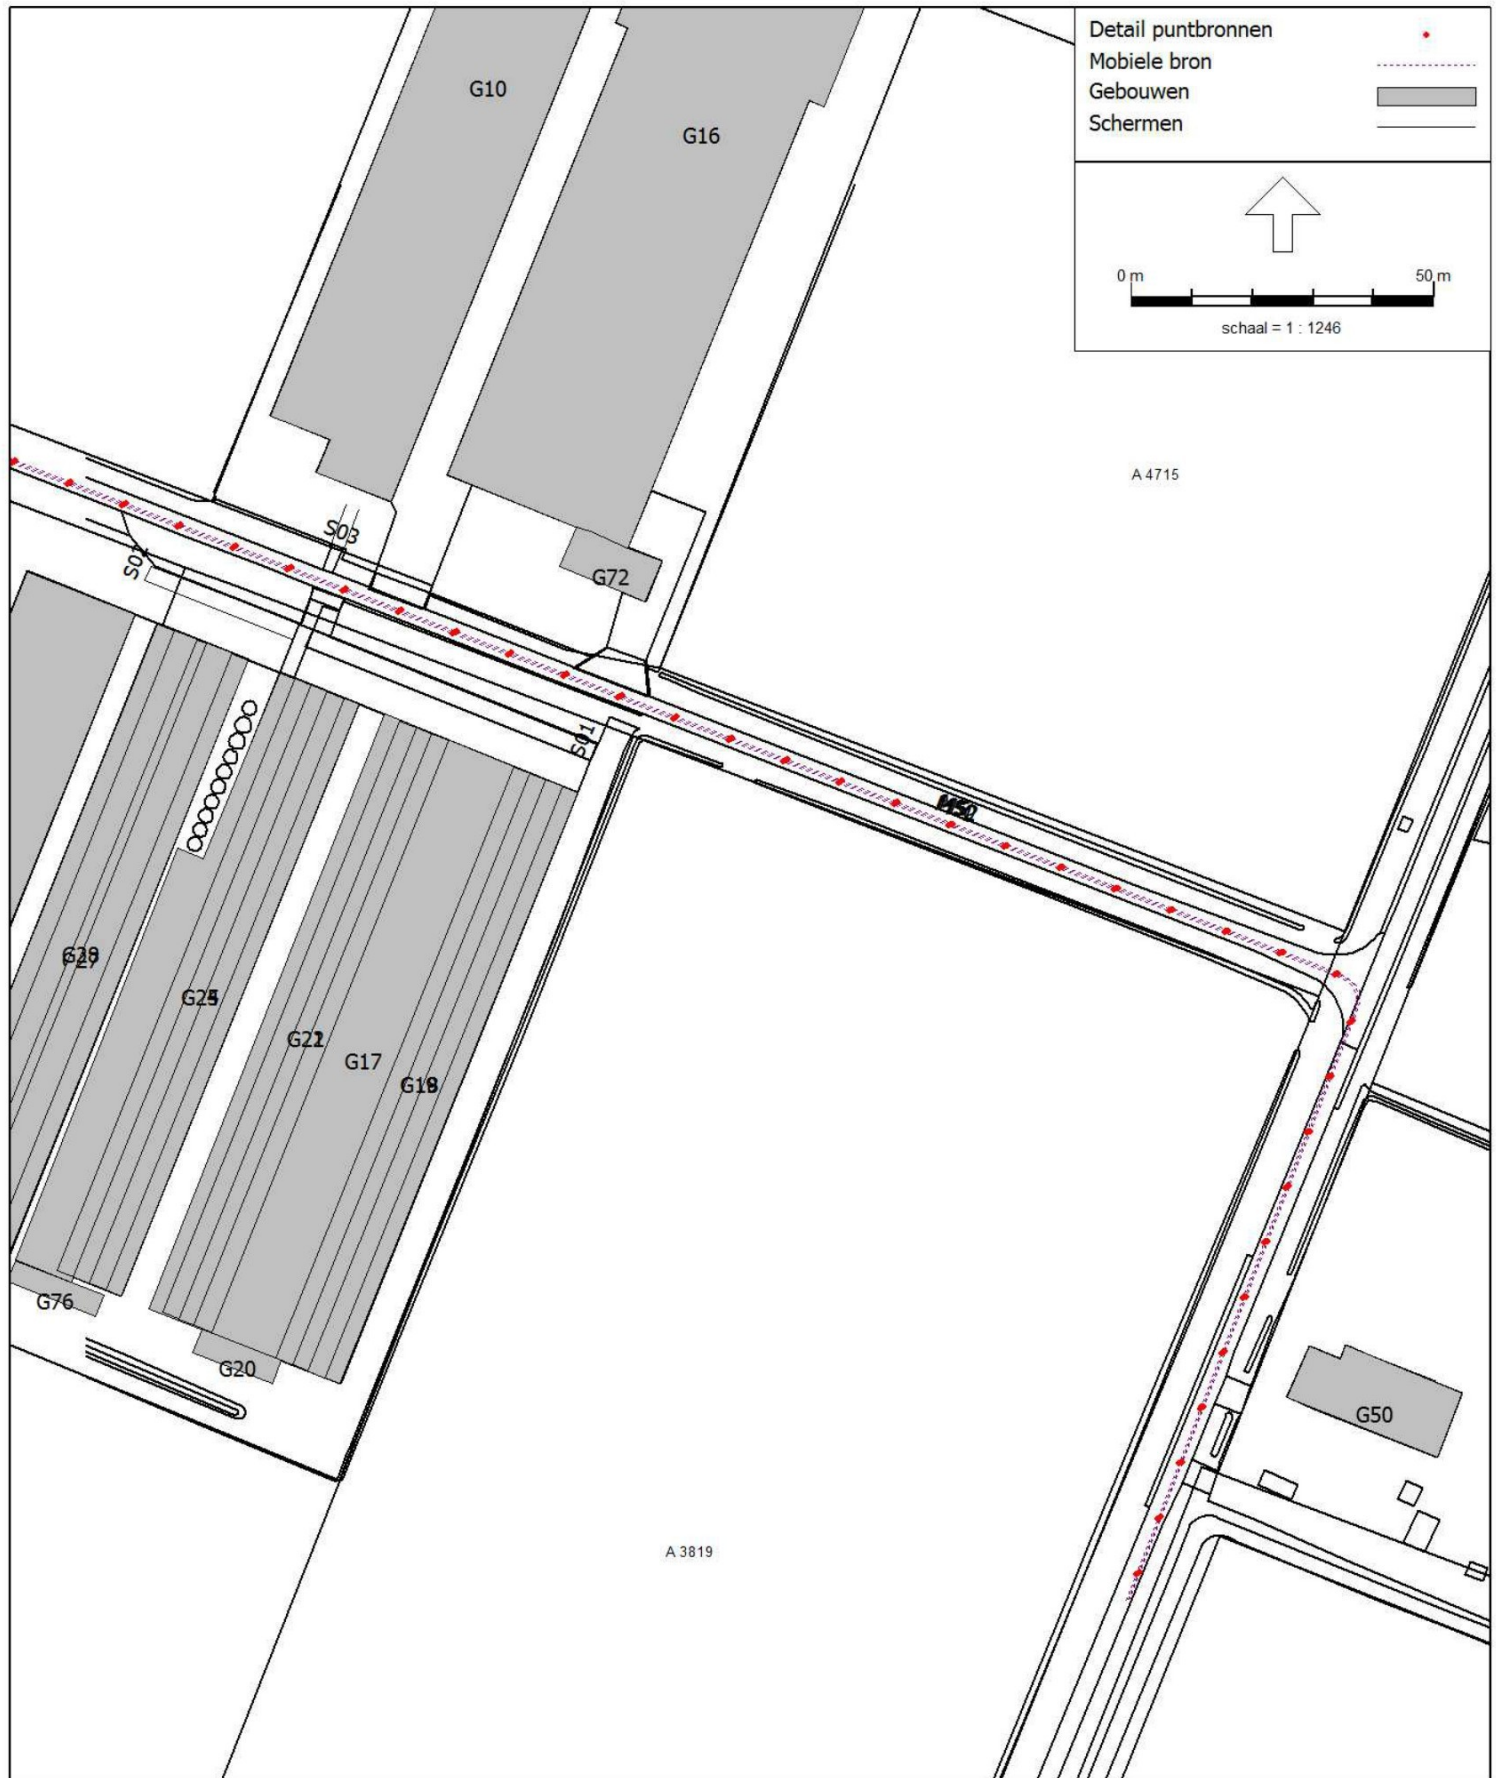 Detail puntbronnen
Mobiele bron
Gebouwen
Schermen
0 m 50 m
schaal = 1 : 1246
G10
G16
A 4715
S03
G72
S01
G17
G76
G20
G50
A 3819